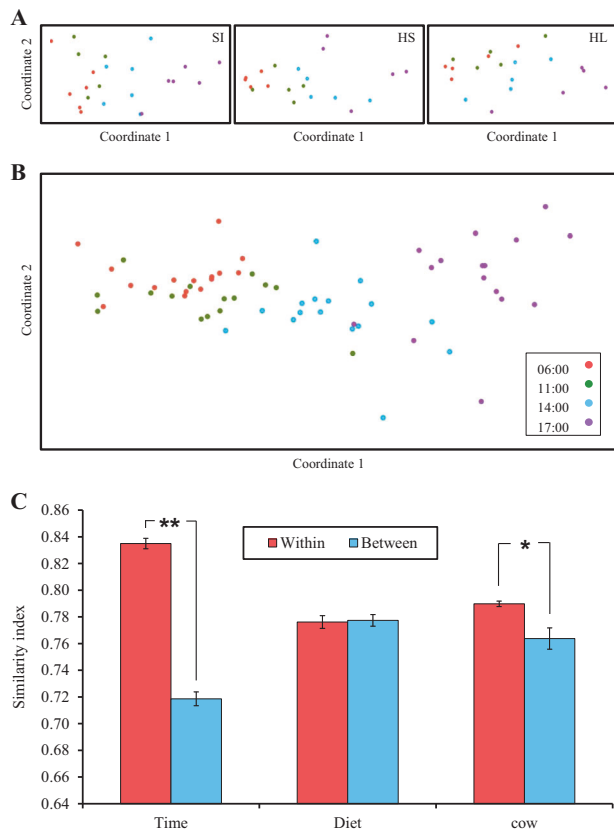 A
SI
HS
HL
Coordinate 2
Coordinate 1
Coordinate 1
Coordinate 1
B
Coordinate 2
06:00
11:00
14:00
17:00
Coordinate 1
C
0.86
0.84
0.82
0.80
0.78
0.76
0.74
0.72
0.70
0.68
0.66
0.64
Similarity index
**
Within
Between
*
Time
Diet
cow